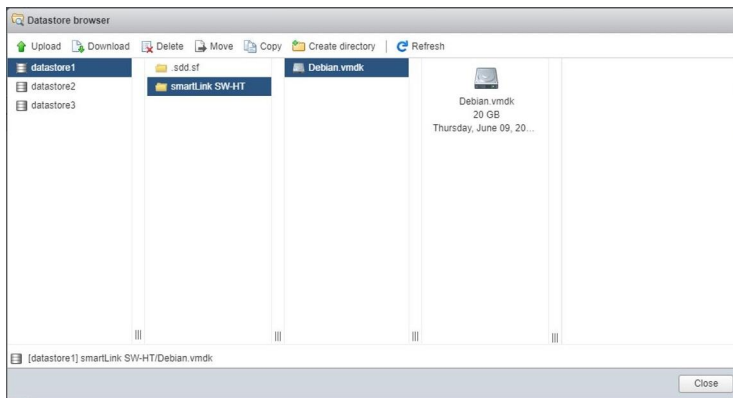 Datastore browser
Upload Download Delete Move Copy Create directory Refresh
datastore1 .sdd.sf Debian.vmdk
datastore2 smartLink SW-HT
datastore3
Debian.vmdk
20 GB
Thursday, June 09, 20...
[datastore1] smartLink SW-HT/Debian.vmdk
Close